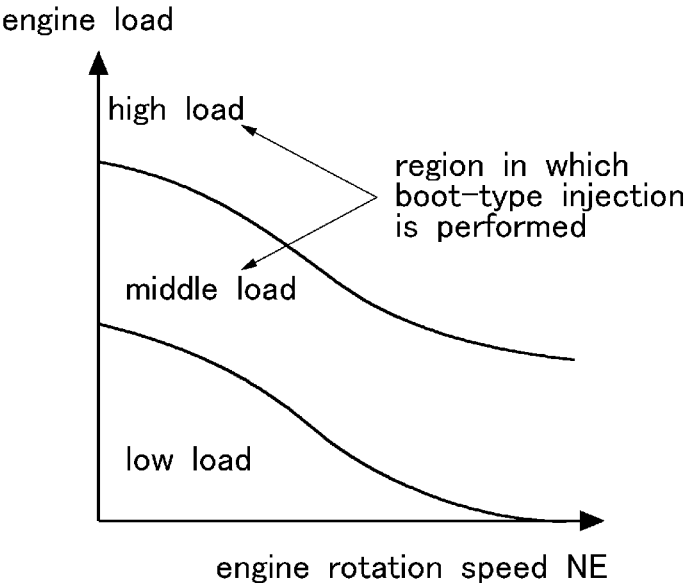 engine load
high load
region in which
boot-type injection
is performed
middle load
low load
engine rotation speed NE